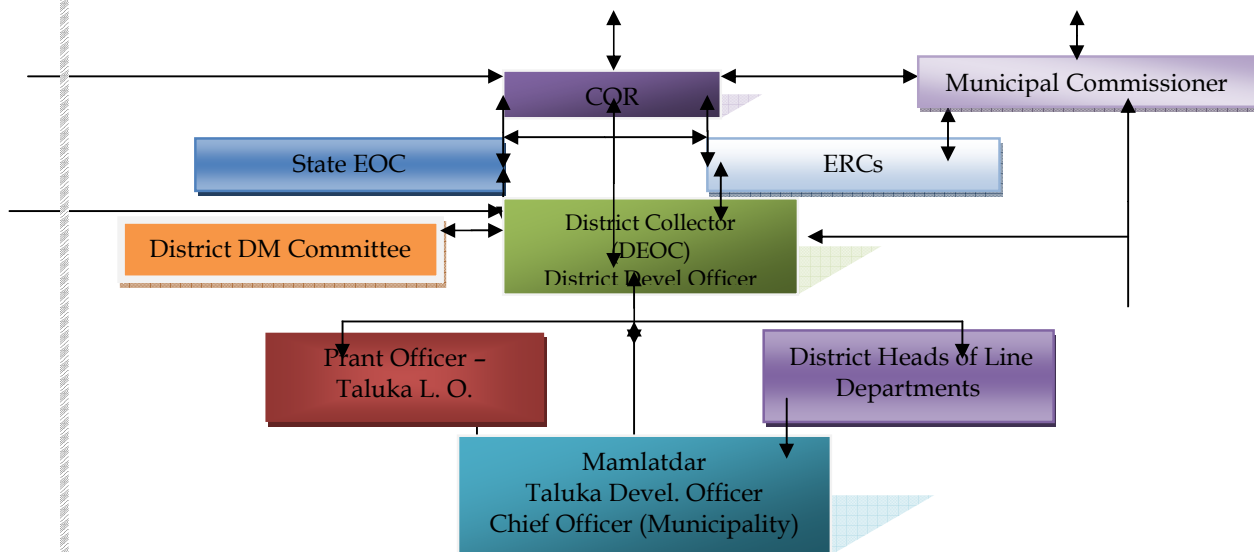 COR
Municipal Commissioner
State EOC
ERCs
District DM Committee
District Collector
(DEOC)
District Devel Officer
Prant Officer –
Taluka L. O.
District Heads of Line
Departments
Mamlatdar
Taluka Devel. Officer
Chief Officer (Municipality)